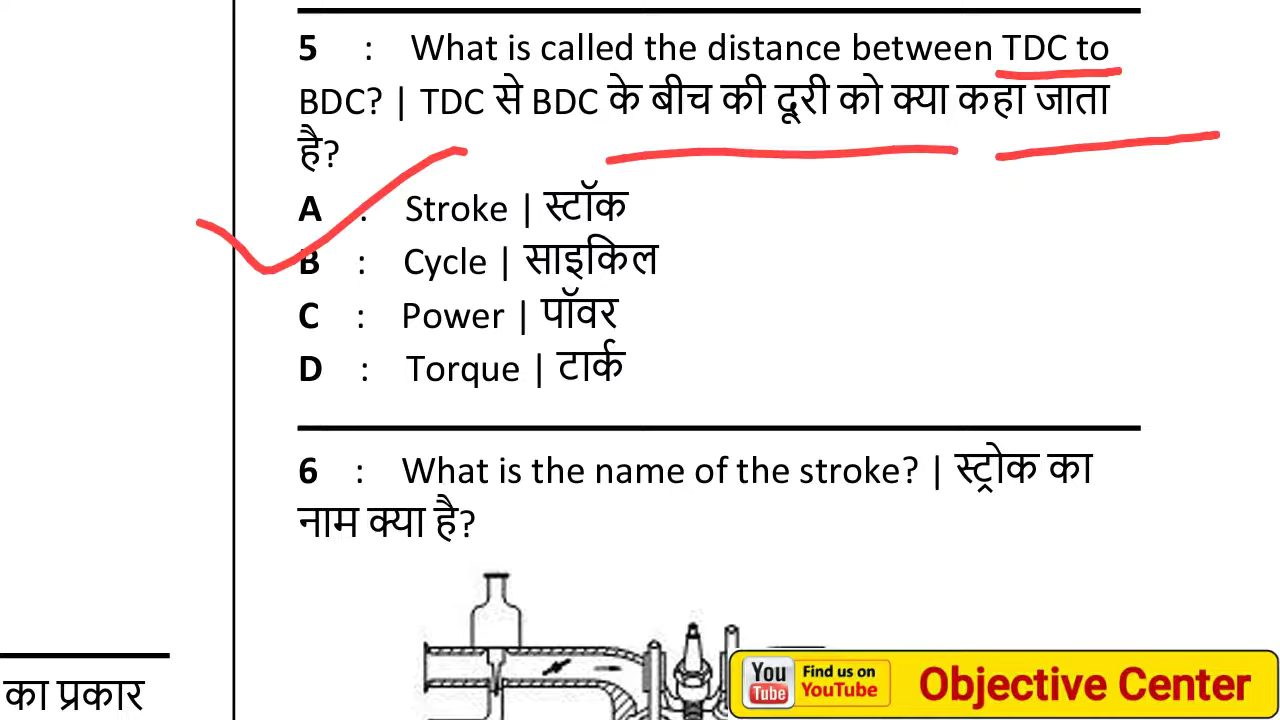 5 : What is called the distance between TDC to
BDC? | TDC से BDC के बीच की दूरी को क्या कहा जाता
है?
A : Stroke | स्टॉक
B : Cycle | साइकिल
C : Power | पॉवर
D : Torque | टार्क
6 : What is the name of the stroke? | स्ट्रोक का
नाम क्या है?
का प्रकार
You
Tube
Find us on
YouTube
Objective Center